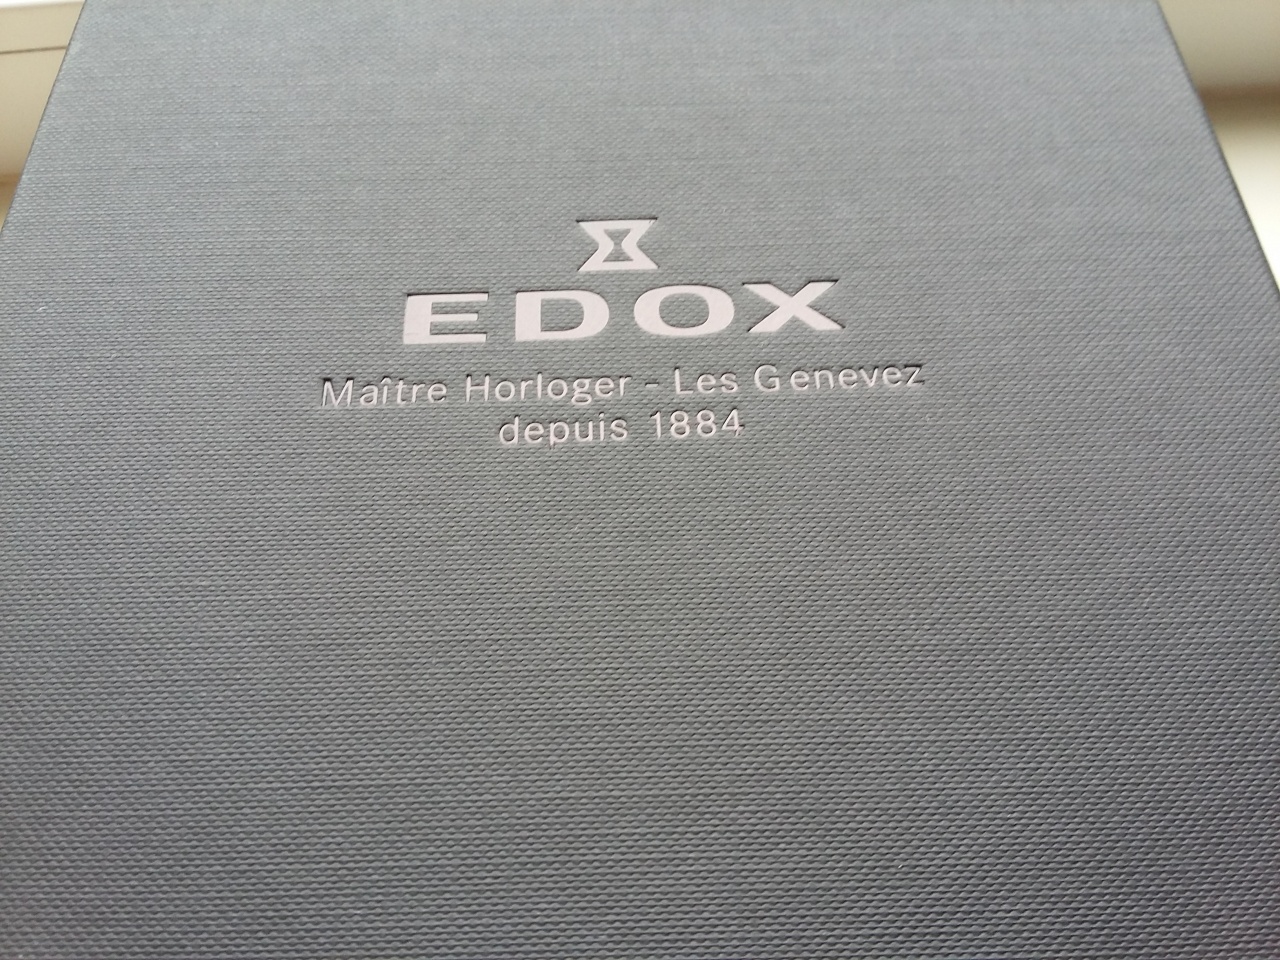 EDOX
Maître Horloger - Les Genevez
depuis 1884